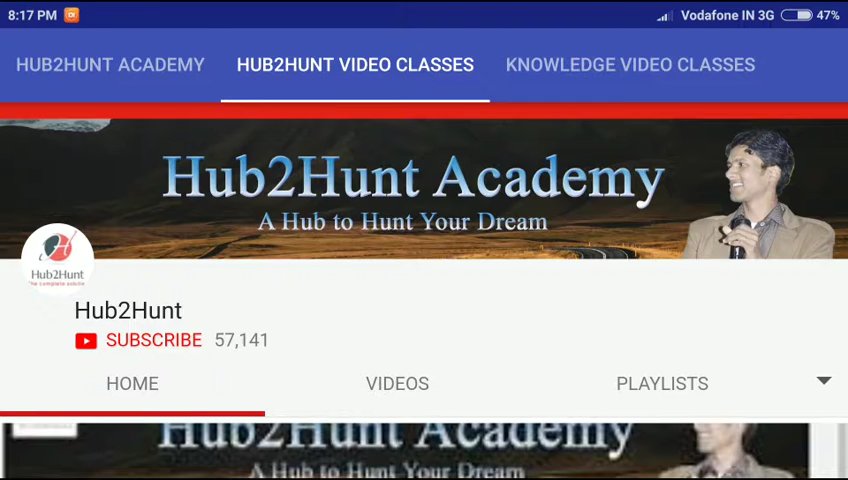 8:17 PM Vodafone IN 3G 47%
HUB2HUNT ACADEMY HUB2HUNT VIDEO CLASSES KNOWLEDGE VIDEO CLASSES
Hub2Hunt Academy
A Hub to Hunt Your Dream
Hub2Hunt
Hub2Hunt
SUBSCRIBE 57,141
HOME VIDEOS PLAYLISTS
Hub2Hunt Academy
A Hub to Hunt Your Dream